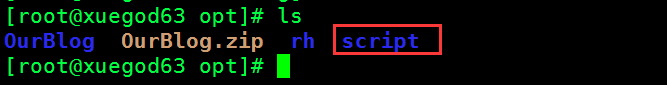 [root@xuegod63 opt]# ls
OurBlog OurBlog.zip rh script
[root@xuegod63 opt]#